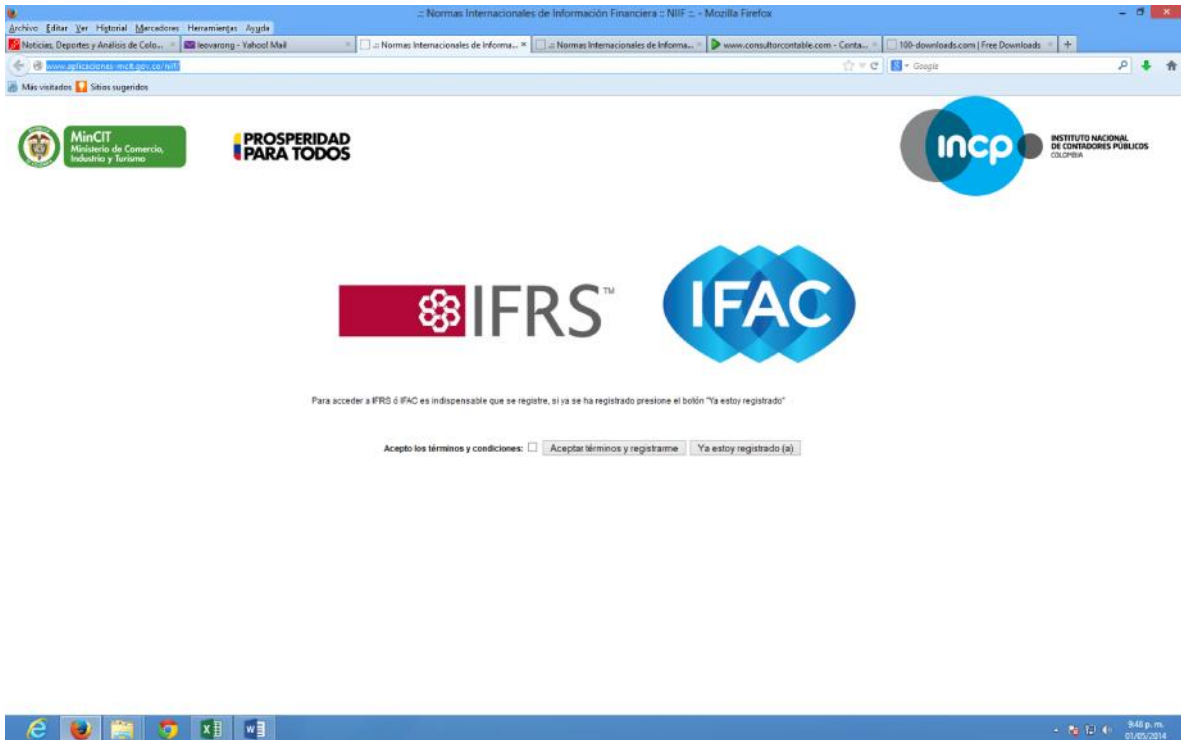 .:: Normas Internacionales de Información Financiera :: NIIF ::. - Mozilla Firefox
Archivo Editar Ver Historial Marcadores Herramientas Ayuda
Noticias, Deportes y Análisis de Colo...
leovarong - Yahoo! Mail
.:: Normas Internacionales de Informa...
.:: Normas Internacionales de Informa...
www.consultorcontable.com - Conta...
100-downloads.com | Free Downloads
www.aplicaciones-mcit.gov.co/niif/
Google
Más visitados Sitios sugeridos
MinCIT
Ministerio de Comercio,
Industria y Turismo
PROSPERIDAD
PARA TODOS
incp
INSTITUTO NACIONAL
DE CONTADORES PÚBLICOS
COLOMBIA
IFRS™
IFAC
Para acceder a IFRS ó IFAC es indispensable que se registre, si ya se ha registrado presione el botón "Ya estoy registrado"
Acepto los términos y condiciones: Aceptar términos y registrarme Ya estoy registrado (a)
9:48 p. m.
01/05/2014